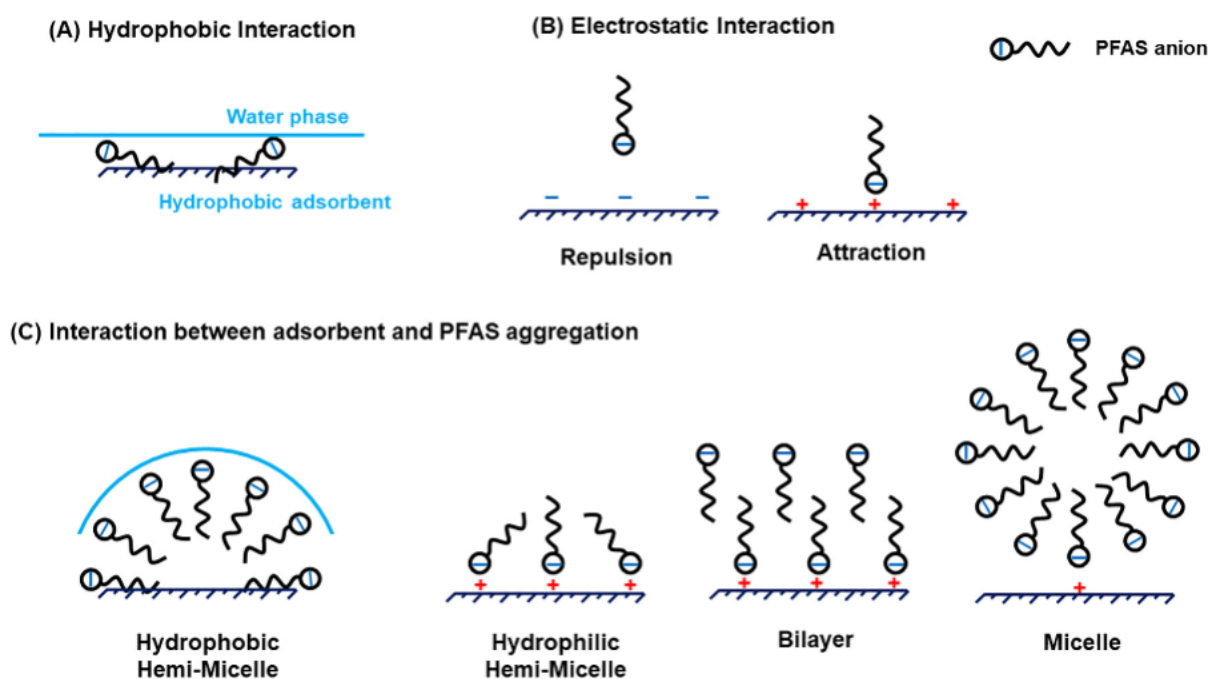 (A) Hydrophobic Interaction
Water phase
Hydrophobic adsorbent
(B) Electrostatic Interaction
PFAS anion
− − −
Repulsion
+ + +
Attraction
(C) Interaction between adsorbent and PFAS aggregation
Hydrophobic
Hemi-Micelle
+ + +
Hydrophilic
Hemi-Micelle
+ + +
Bilayer
+
Micelle